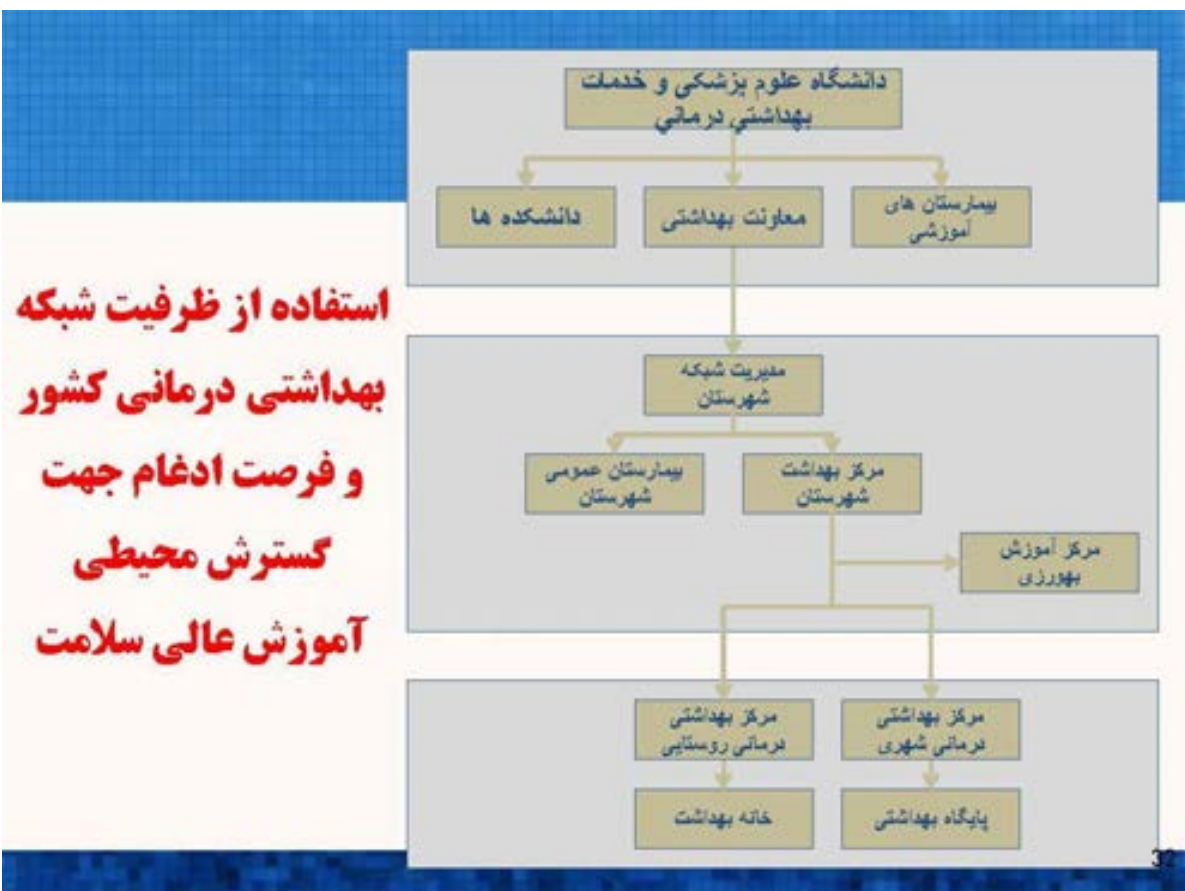 استفاده از ظرفیت شبکه
بهداشتی درمانی کشور
و فرصت ادغام جهت
گسترش محیطی
آموزش عالی سلامت
دانشگاه علوم پزشکی و خدمات
بهداشتی درمانی
بیمارستان های
آموزشی
معاونت بهداشتی
دانشکده ها
مدیریت شبکه
شهرستان
مرکز بهداشت
شهرستان
بیمارستان عمومی
شهرستان
مرکز آموزش
بهورزی
مرکز بهداشتی
درمانی شهری
مرکز بهداشتی
درمانی روستایی
پایگاه بهداشتی
خانه بهداشت
32